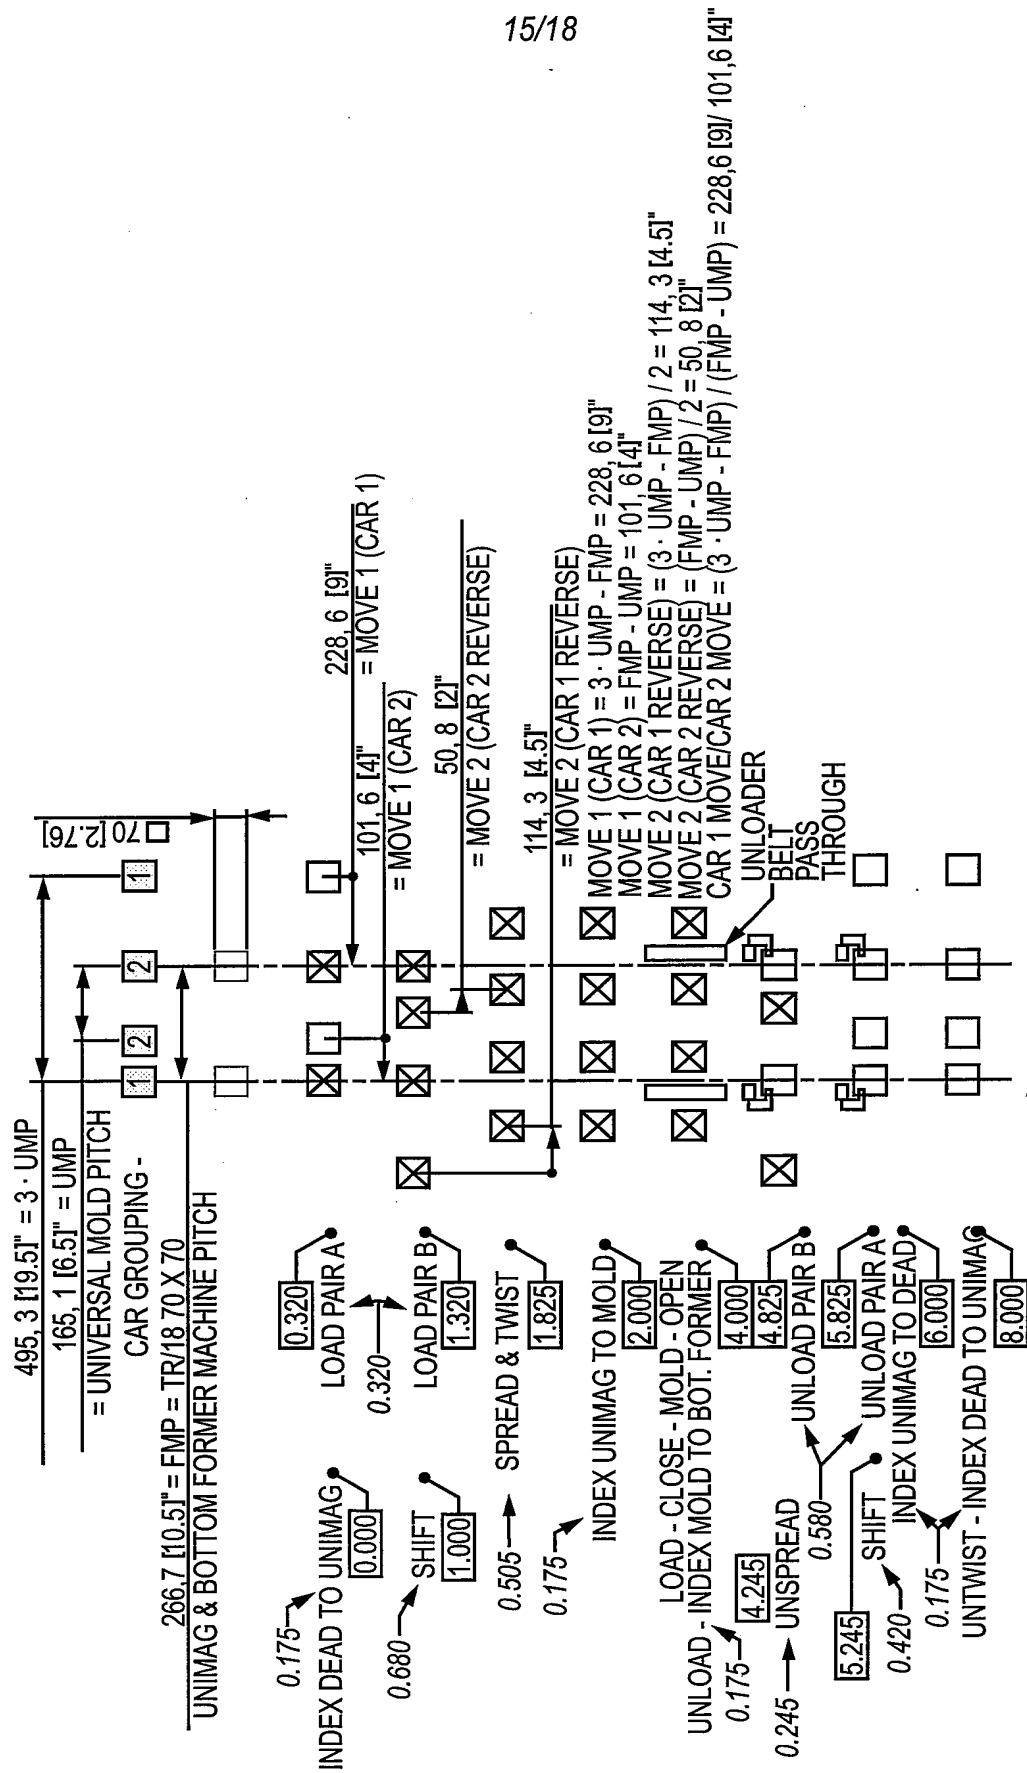 15/18
495, 3 [19.5]" = 3 · UMP
165, 1 [6.5]" = UMP
= UNIVERSAL MOLD PITCH
CAR GROUPING -
266,7 [10.5]" = FMP = TR/18 70 X 70
UNIMAG & BOTTOM FORMER MACHINE PITCH
1
2
2
1
70 [2.76]
0.175
INDEX DEAD TO UNIMAG
0.000
0.320
LOAD PAIR A
0.320
0.680
SHIFT
1.000
LOAD PAIR B
1.320
0.505
SPREAD & TWIST
1.825
0.175
INDEX UNIMAG TO MOLD
2.000
LOAD - CLOSE - MOLD - OPEN
UNLOAD - INDEX MOLD TO BOT. FORMER
0.175
4.000
4.245
0.245
UNSPREAD
4.825
UNLOAD PAIR B
0.580
5.245
SHIFT
0.420
5.825
UNLOAD PAIR A
INDEX UNIMAG TO DEAD
6.000
0.175
UNTWIST - INDEX DEAD TO UNIMAG
8.000
228, 6 [9]"
= MOVE 1 (CAR 1)
101, 6 [4]"
= MOVE 1 (CAR 2)
50, 8 [2]"
= MOVE 2 (CAR 2 REVERSE)
114, 3 [4.5]"
= MOVE 2 (CAR 1 REVERSE)
MOVE 1 (CAR 1) = 3 · UMP - FMP = 228, 6 [9]"
MOVE 1 (CAR 2) = FMP - UMP = 101, 6 [4]"
MOVE 2 (CAR 1 REVERSE) = (3 · UMP - FMP) / 2 = 114, 3 [4.5]"
MOVE 2 (CAR 2 REVERSE) = (FMP - UMP) / 2 = 50, 8 [2]"
CAR 1 MOVE/CAR 2 MOVE = (3 · UMP - FMP) / (FMP - UMP) = 228,6 [9]/ 101,6 [4]"
UNLOADER
BELT
PASS
THROUGH